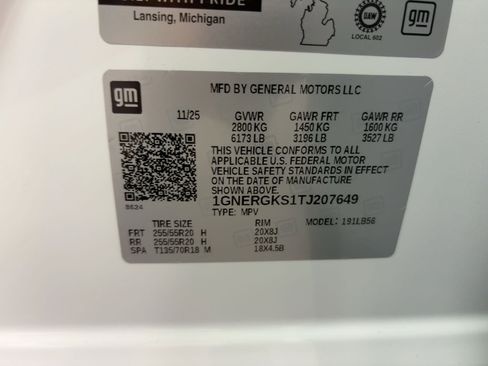 Lansing, Michigan
UAW
LOCAL 602
gm
gm
MFD BY GENERAL MOTORS LLC
11/25 GVWR GAWR FRT GAWR RR
2800 KG 1450 KG 1600 KG
6173 LB 3196 LB 3527 LB
THIS VEHICLE CONFORMS TO ALL
APPLICABLE U.S. FEDERAL MOTOR
VEHICLE SAFETY STANDARDS IN EFFECT
ON THE DATE OF MANUFACTURE
SHOWN ABOVE.
1GNERGKS1TJ207649
8624
TYPE: MPV MODEL: 191LB56
TIRE SIZE RIM
FRT 255/55R20 H 20X8J
RR 255/55R20 H 20X8J
SPA T135/70R18 M 18X4.5B